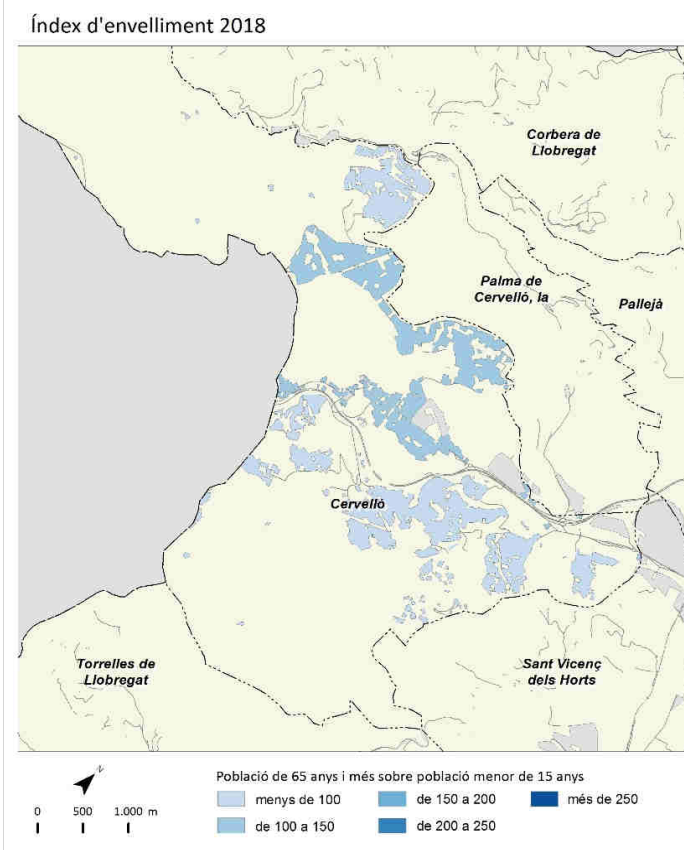 Índex d'envelliment 2018
Corbera de
Llobregat
Palma de
Cervelló, la
Pallejà
Cervelló
Torrelles de
Llobregat
Sant Vicenç
dels Horts
N
0 500 1.000 m
Població de 65 anys i més sobre població menor de 15 anys
menys de 100
de 100 a 150
de 150 a 200
de 200 a 250
més de 250